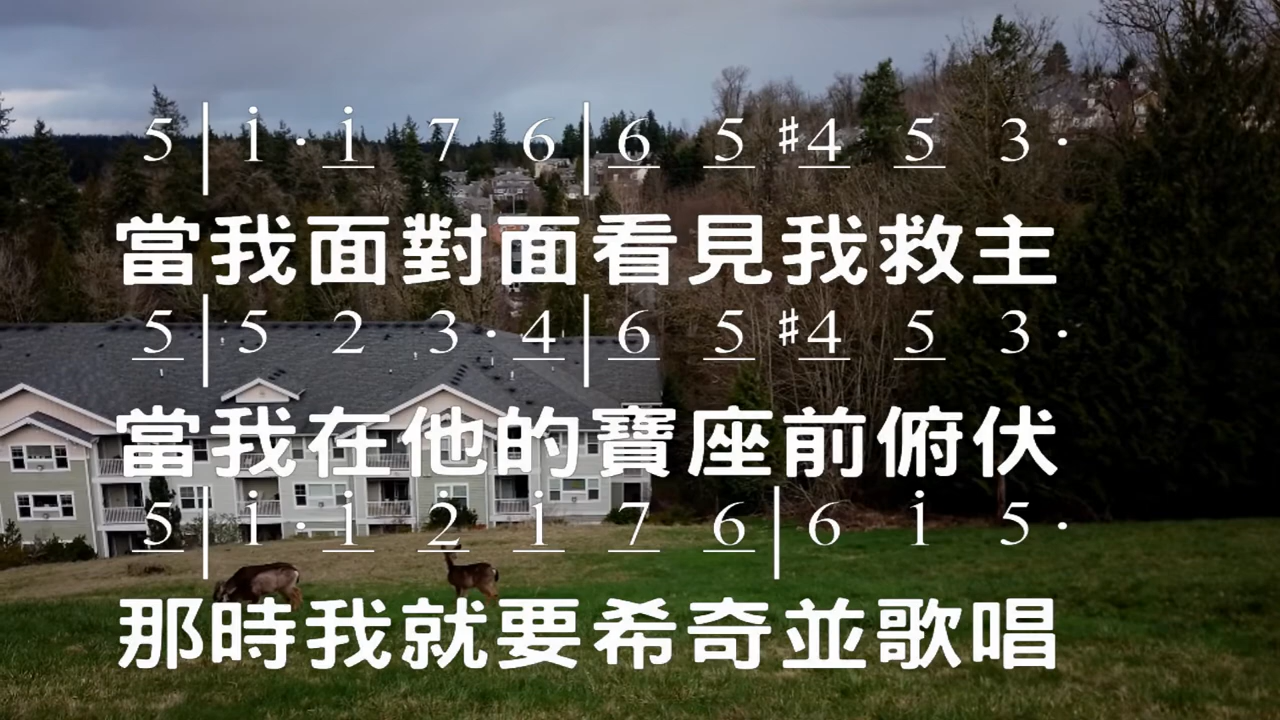 5 | i · i 7 6 | 6 5 ♯4 5 3 ·
當我面對面看見我救主
5 | 5 2 3 · 4 | 6 5 ♯4 5 3 ·
當我在他的寶座前俯伏
5 | i · i 2̇ i 7 6 | 6 i 5 ·
那時我就要希奇並歌唱